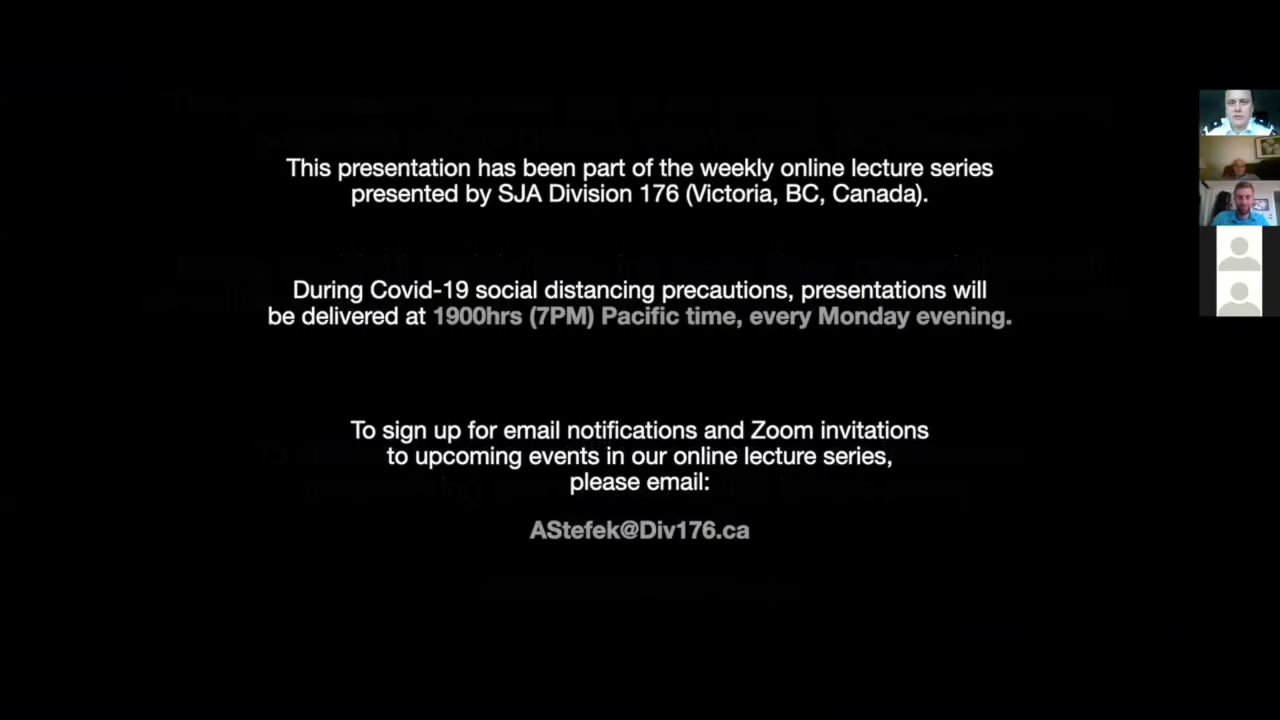 This presentation has been part of the weekly online lecture series
presented by SJA Division 176 (Victoria, BC, Canada).
During Covid-19 social distancing precautions, presentations will
be delivered at 1900hrs (7PM) Pacific time, every Monday evening.
To sign up for email notifications and Zoom invitations
to upcoming events in our online lecture series,
please email:
AStefek@Div176.ca